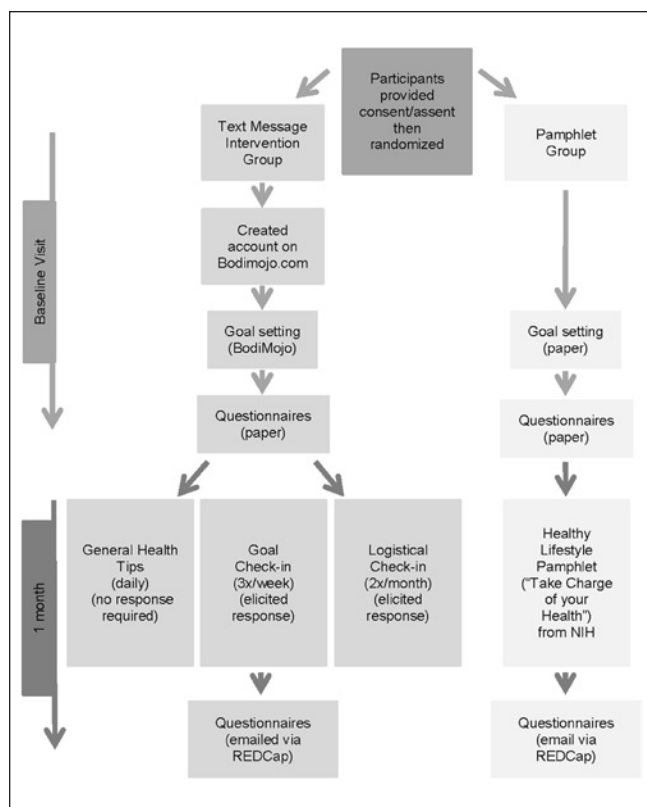 Participants
provided
consent/assent
then
randomized
Text Message
Intervention
Group
Pamphlet
Group
Baseline Visit
Created
account on
Bodimojo.com
Goal setting
(BodiMojo)
Goal setting
(paper)
Questionnaires
(paper)
Questionnaires
(paper)
1 month
General Health
Tips
(daily)
(no response
required)
Goal
Check-in
(3x/week)
(elicited
response)
Logistical
Check-in
(2x/month)
(elicited
response)
Healthy
Lifestyle
Pamphlet
("Take Charge
of your
Health")
from NIH
Questionnaires
(emailed via
REDCap)
Questionnaires
(email via
REDCap)